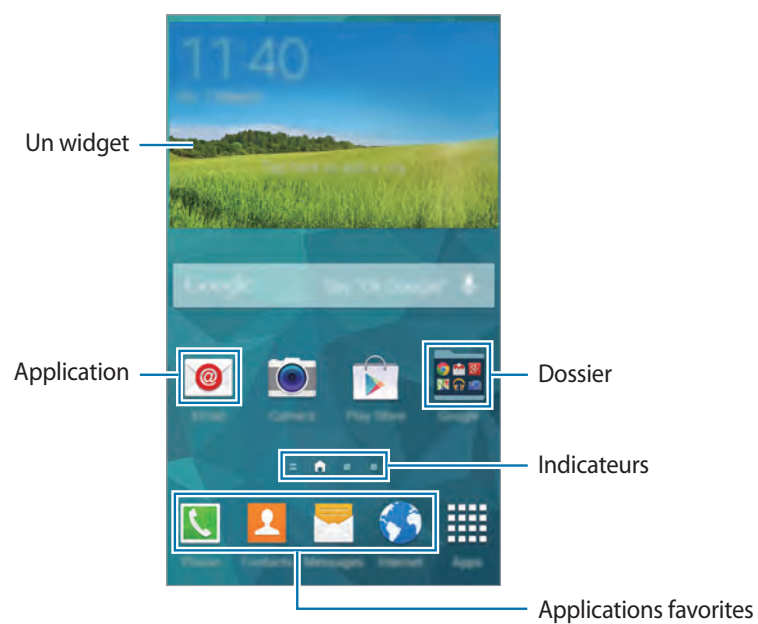 11:40
Un widget
Google Say "Ok Google"
Application
Dossier
Email Camera Play Store Google
Indicateurs
Phone Contacts Messages Internet Apps
Applications favorites